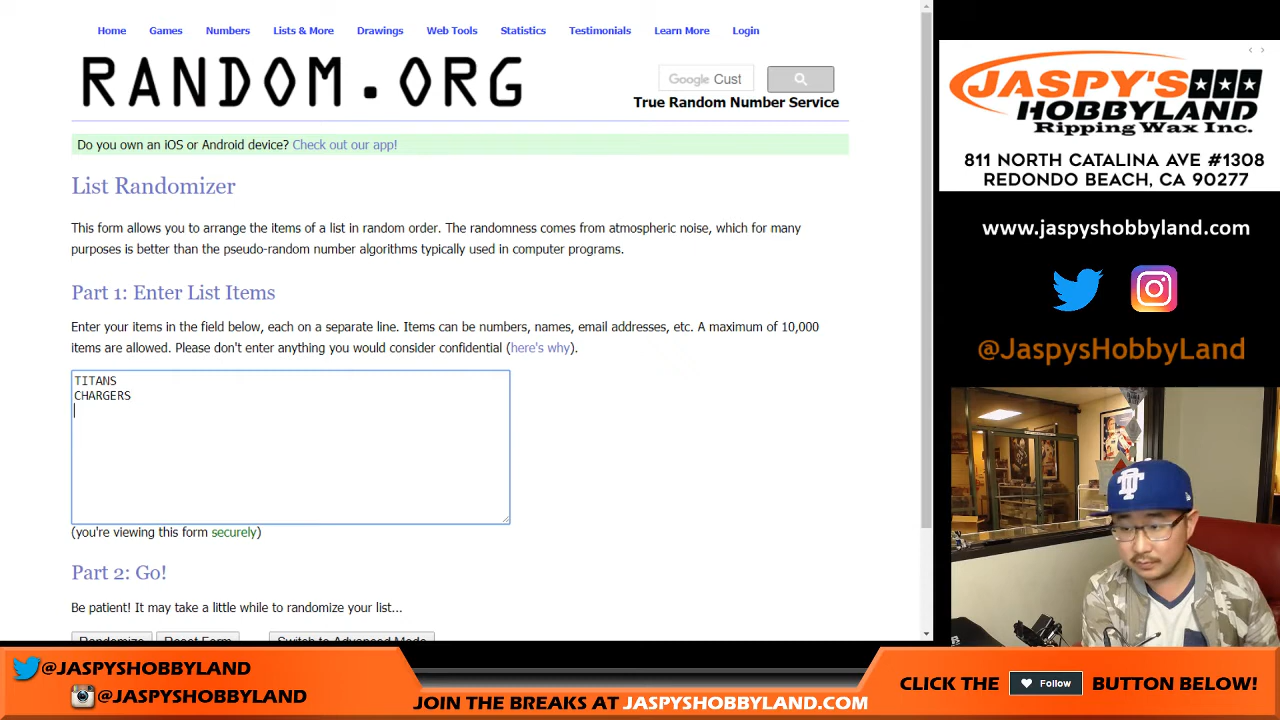 Home Games Numbers Lists & More Drawings Web Tools Statistics Testimonials Learn More Login
RANDOM.ORG
Google Cust
True Random Number Service
Do you own an iOS or Android device? Check out our app!
List Randomizer
This form allows you to arrange the items of a list in random order. The randomness comes from atmospheric noise, which for many
purposes is better than the pseudo-random number algorithms typically used in computer programs.
Part 1: Enter List Items
Enter your items in the field below, each on a separate line. Items can be numbers, names, email addresses, etc. A maximum of 10,000
items are allowed. Please don't enter anything you would consider confidential (here's why).
TITANS
CHARGERS
(you're viewing this form securely)
Part 2: Go!
Be patient! It may take a little while to randomize your list...
Randomize Reset Form Switch to Advanced Mode
JASPY'S
HOBBYLAND
Ripping Wax Inc.
811 NORTH CATALINA AVE #1308
REDONDO BEACH, CA 90277
www.jaspyshobbyland.com
@JaspysHobbyLand
@JASPYSHOBBYLAND
@JASPYSHOBBYLAND
JOIN THE BREAKS AT JASPYSHOBBYLAND.COM
CLICK THE Follow BUTTON BELOW!